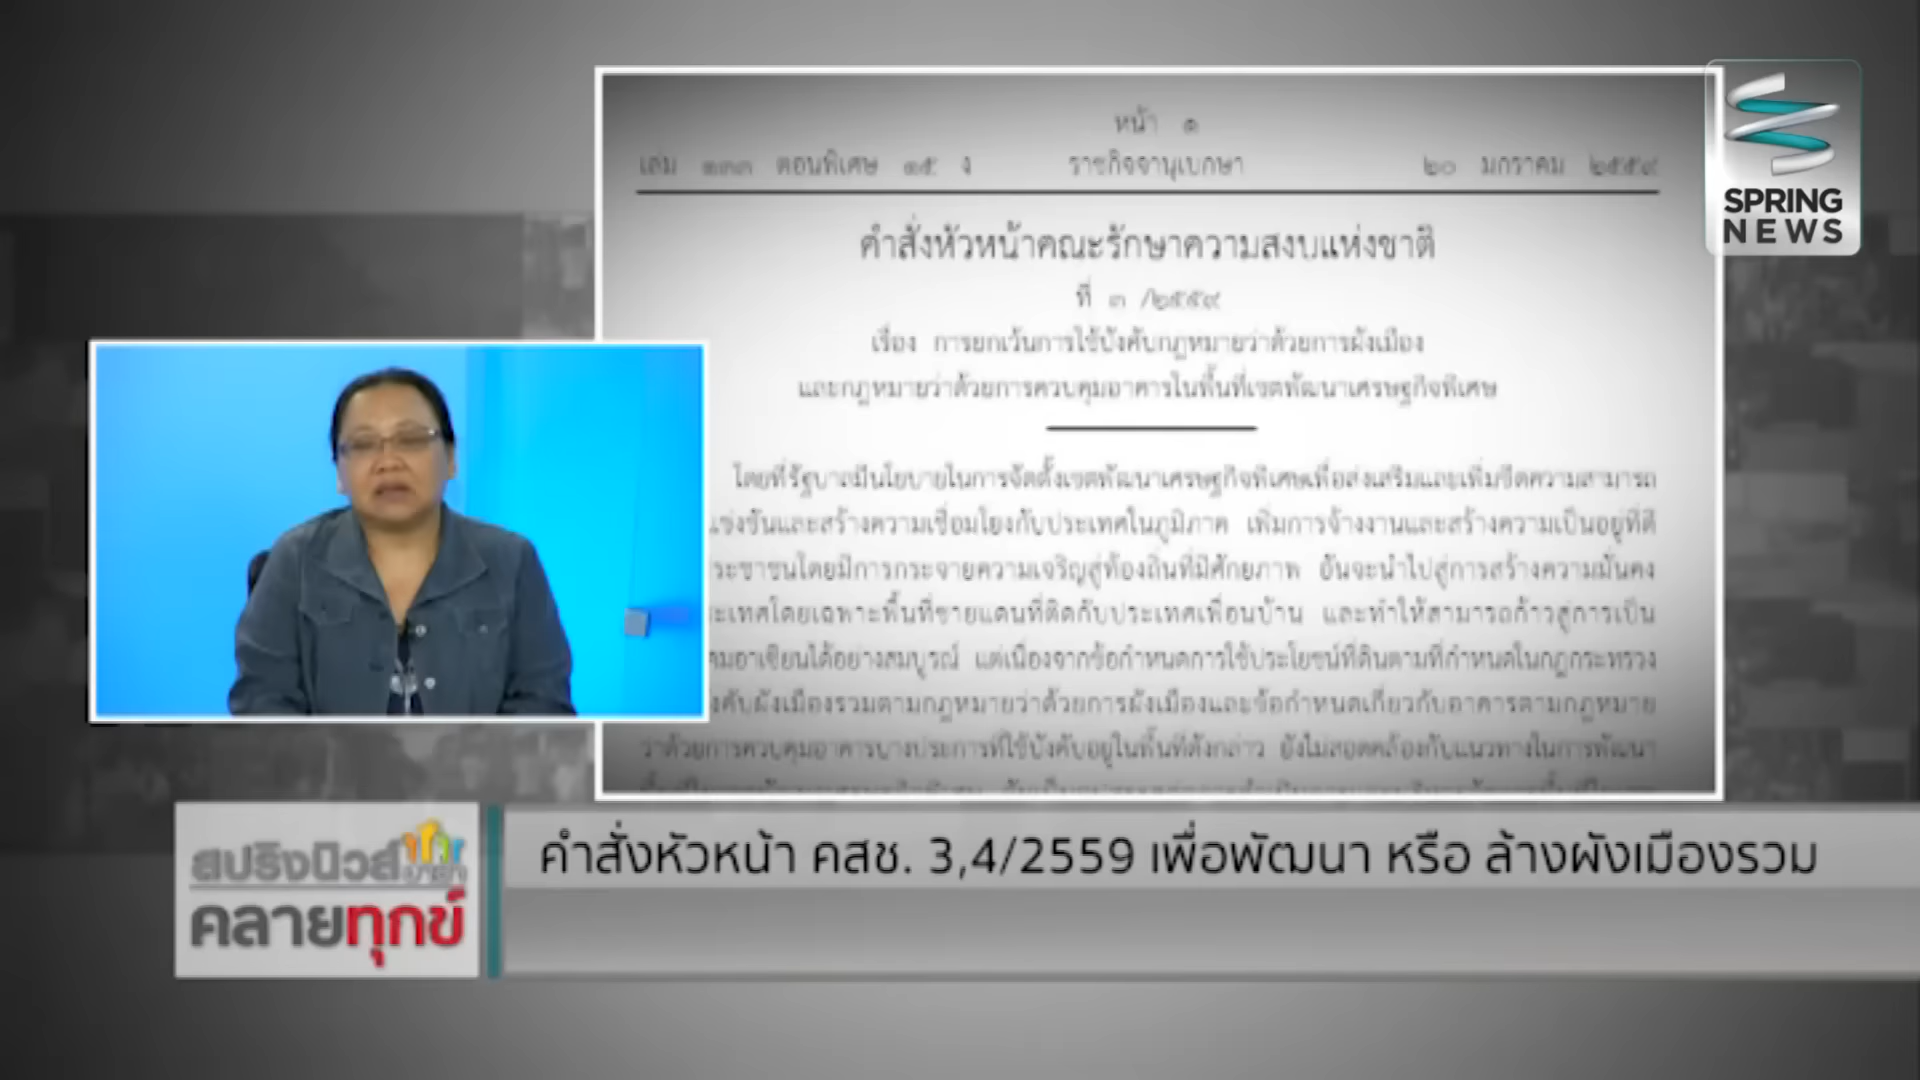 หน้า ๑
เล่ม ๑๓๓ ตอนพิเศษ ๑๕ ง ราชกิจจานุเบกษา ๒๐ มกราคม ๒๕๕๙
SPRING
NEWS
คำสั่งหัวหน้าคณะรักษาความสงบแห่งชาติ
ที่ ๓ /๒๕๕๙
เรื่อง การยกเว้นการใช้บังคับกฎหมายว่าด้วยการผังเมือง
และกฎหมายว่าด้วยการควบคุมอาคารในพื้นที่เขตพัฒนาเศรษฐกิจพิเศษ
โดยที่รัฐบาลมีนโยบายในการจัดตั้งเขตพัฒนาเศรษฐกิจพิเศษเพื่อส่งเสริมและเพิ่มขีดความสามารถ
แข่งขันและสร้างความเชื่อมโยงกับประเทศในภูมิภาค เพิ่มการจ้างงานและสร้างความเป็นอยู่ที่ดี
ระชาชนโดยมีการกระจายความเจริญสู่ท้องถิ่นที่มีศักยภาพ อันจะนำไปสู่การสร้างความมั่นคง
ะเทศโดยเฉพาะพื้นที่ชายแดนที่ติดกับประเทศเพื่อนบ้าน และทำให้สามารถก้าวสู่การเป็น
คมอาเซียนได้อย่างสมบูรณ์ แต่เนื่องจากข้อกำหนดการใช้ประโยชน์ที่ดินตามที่กำหนดในกฎกระทรวง
งคับผังเมืองรวมตามกฎหมายว่าด้วยการผังเมืองและข้อกำหนดเกี่ยวกับอาคารตามกฎหมาย
ว่าด้วยการควบคุมอาคารบางประการที่ใช้บังคับอยู่ในพื้นที่ดังกล่าว ยังไม่สอดคล้องกับแนวทางในการพัฒนา
คำสั่งหัวหน้า คสช. 3,4/2559 เพื่อพัฒนา หรือ ล้างผังเมืองรวม
สปริงนิวส์
คลายทุกข์